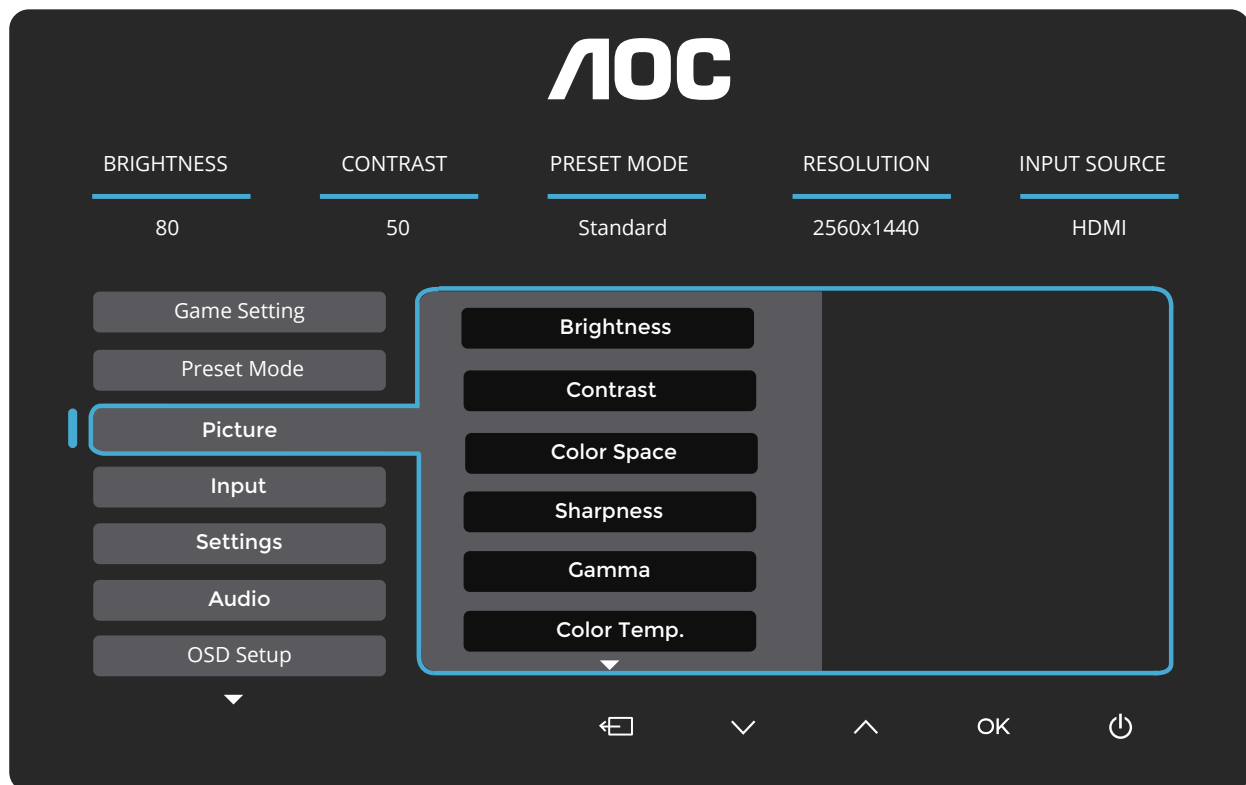 AOC
BRIGHTNESS CONTRAST PRESET MODE RESOLUTION INPUT SOURCE
80 50 Standard 2560x1440 HDMI
Game Setting
Preset Mode
Picture
Input
Settings
Audio
OSD Setup
Brightness
Contrast
Color Space
Sharpness
Gamma
Color Temp.
OK